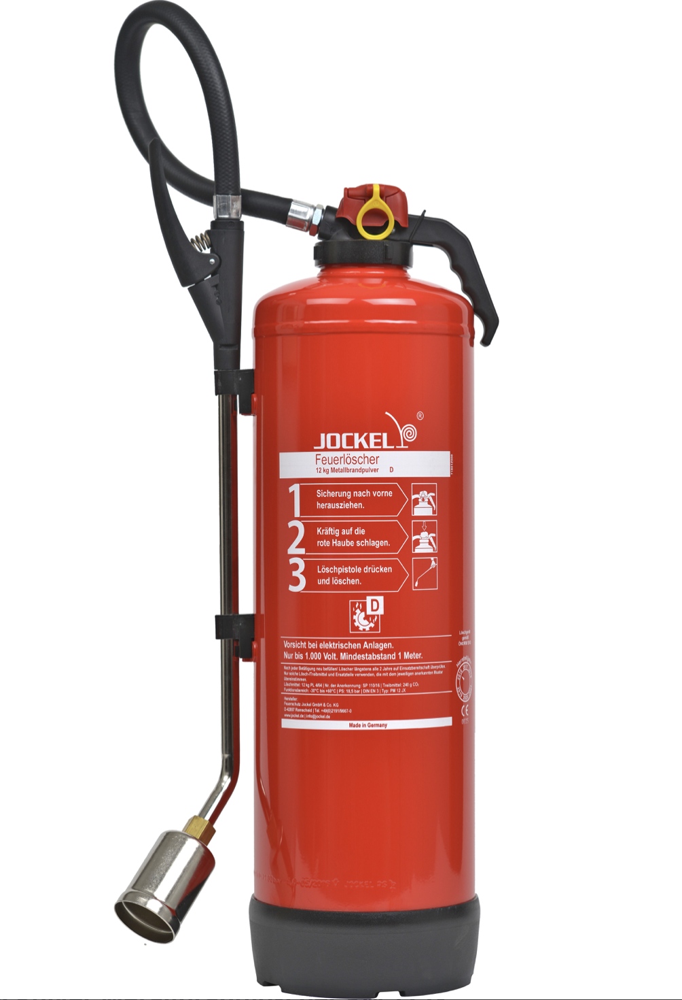 JOCKEL ®
Feuerlöscher
12 kg Metallbrandpulver D
1 Sicherung nach vorne
herausziehen.
2 Kräftig auf die
rote Haube schlagen.
3 Löschpistole drücken
und löschen.
D
Vorsicht bei elektrischen Anlagen.
Nur bis 1.000 Volt. Mindestabstand 1 Meter.
Nach jeder Betätigung neu befüllen! Löscher längstens alle 2 Jahre auf Einsatzbereitschaft überprüfen.
Nur solche Lösch-/Treibmittel und Ersatzteile verwenden, die mit dem jeweiligen anerkannten Muster
übereinstimmen.
Löschmittel: 12 kg PL 4/64 | Nr. der Anerkennung: SP 110/16 | Treibmittel: 240 g CO₂
Funktionsbereich: -30°C bis +60°C | PS: 18,5 bar | DIN EN 3 | Typ: PM 12 JX
Hersteller:
Feuerschutz Jockel GmbH & Co. KG
D-42897 Remscheid | Tel. +49(0)2191/9667-0
www.jockel.de | info@jockel.de
Made in Germany
CE
JOCKEL